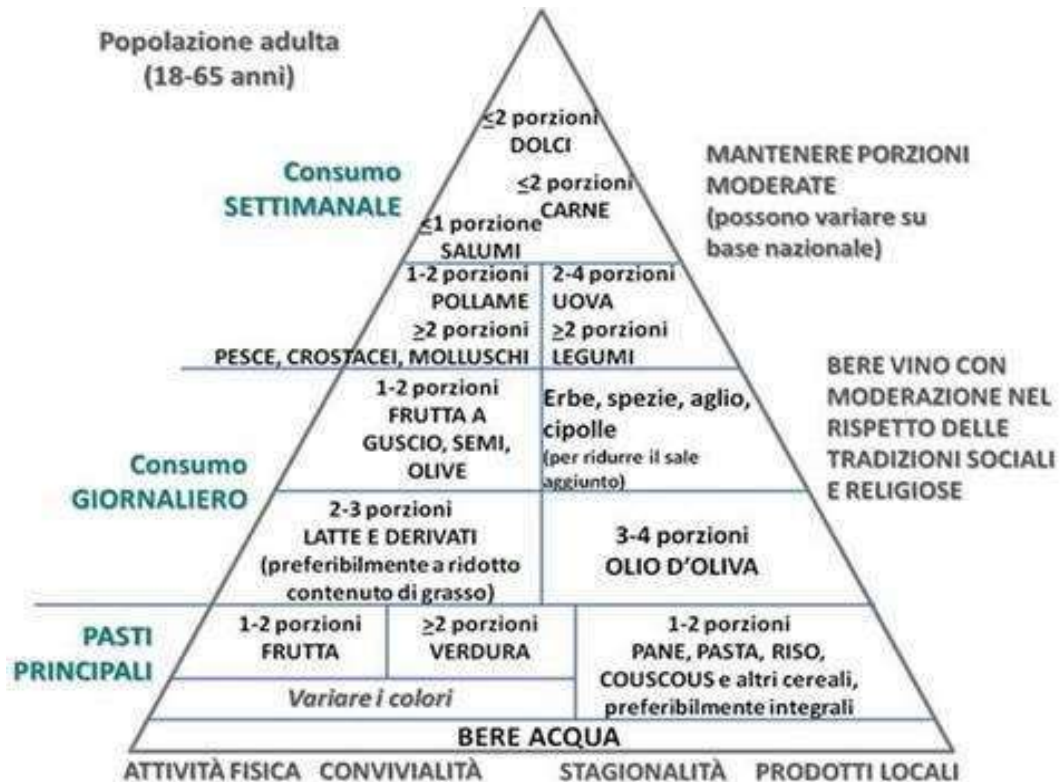 Popolazione adulta
(18-65 anni)
≤2 porzioni
DOLCI
Consumo
SETTIMANALE
≤2 porzioni
CARNE
≤1 porzione
SALUMI
MANTENERE PORZIONI
MODERATE
(possono variare su
base nazionale)
1-2 porzioni
POLLAME
≥2 porzioni
PESCE, CROSTACEI, MOLLUSCHI
2-4 porzioni
UOVA
≥2 porzioni
LEGUMI
BERE VINO CON
MODERAZIONE NEL
RISPETTO DELLE
TRADIZIONI SOCIALI
E RELIGIOSE
Consumo
GIORNALIERO
1-2 porzioni
FRUTTA A
GUSCIO, SEMI,
OLIVE
Erbe, spezie, aglio,
cipolle
(per ridurre il sale
aggiunto)
2-3 porzioni
LATTE E DERIVATI
(preferibilmente a ridotto
contenuto di grasso)
3-4 porzioni
OLIO D'OLIVA
PASTI
PRINCIPALI
1-2 porzioni
FRUTTA
≥2 porzioni
VERDURA
Variare i colori
1-2 porzioni
PANE, PASTA, RISO,
COUSCOUS e altri cereali,
preferibilmente integrali
BERE ACQUA
ATTIVITÀ FISICA CONVIVIALITÀ STAGIONALITÀ PRODOTTI LOCALI